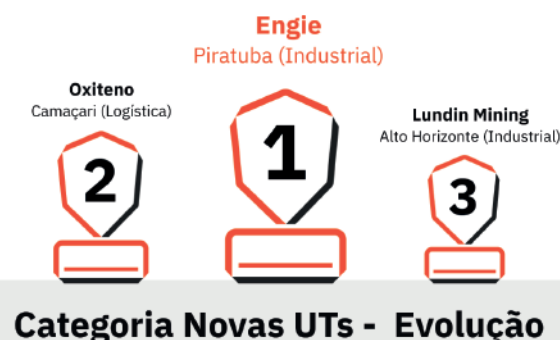 Engie
Piratuba (Industrial)
Oxiteno
Camaçari (Logística)
Lundin Mining
Alto Horizonte (Industrial)
1
2
3
Categoria Novas UTs - Evolução